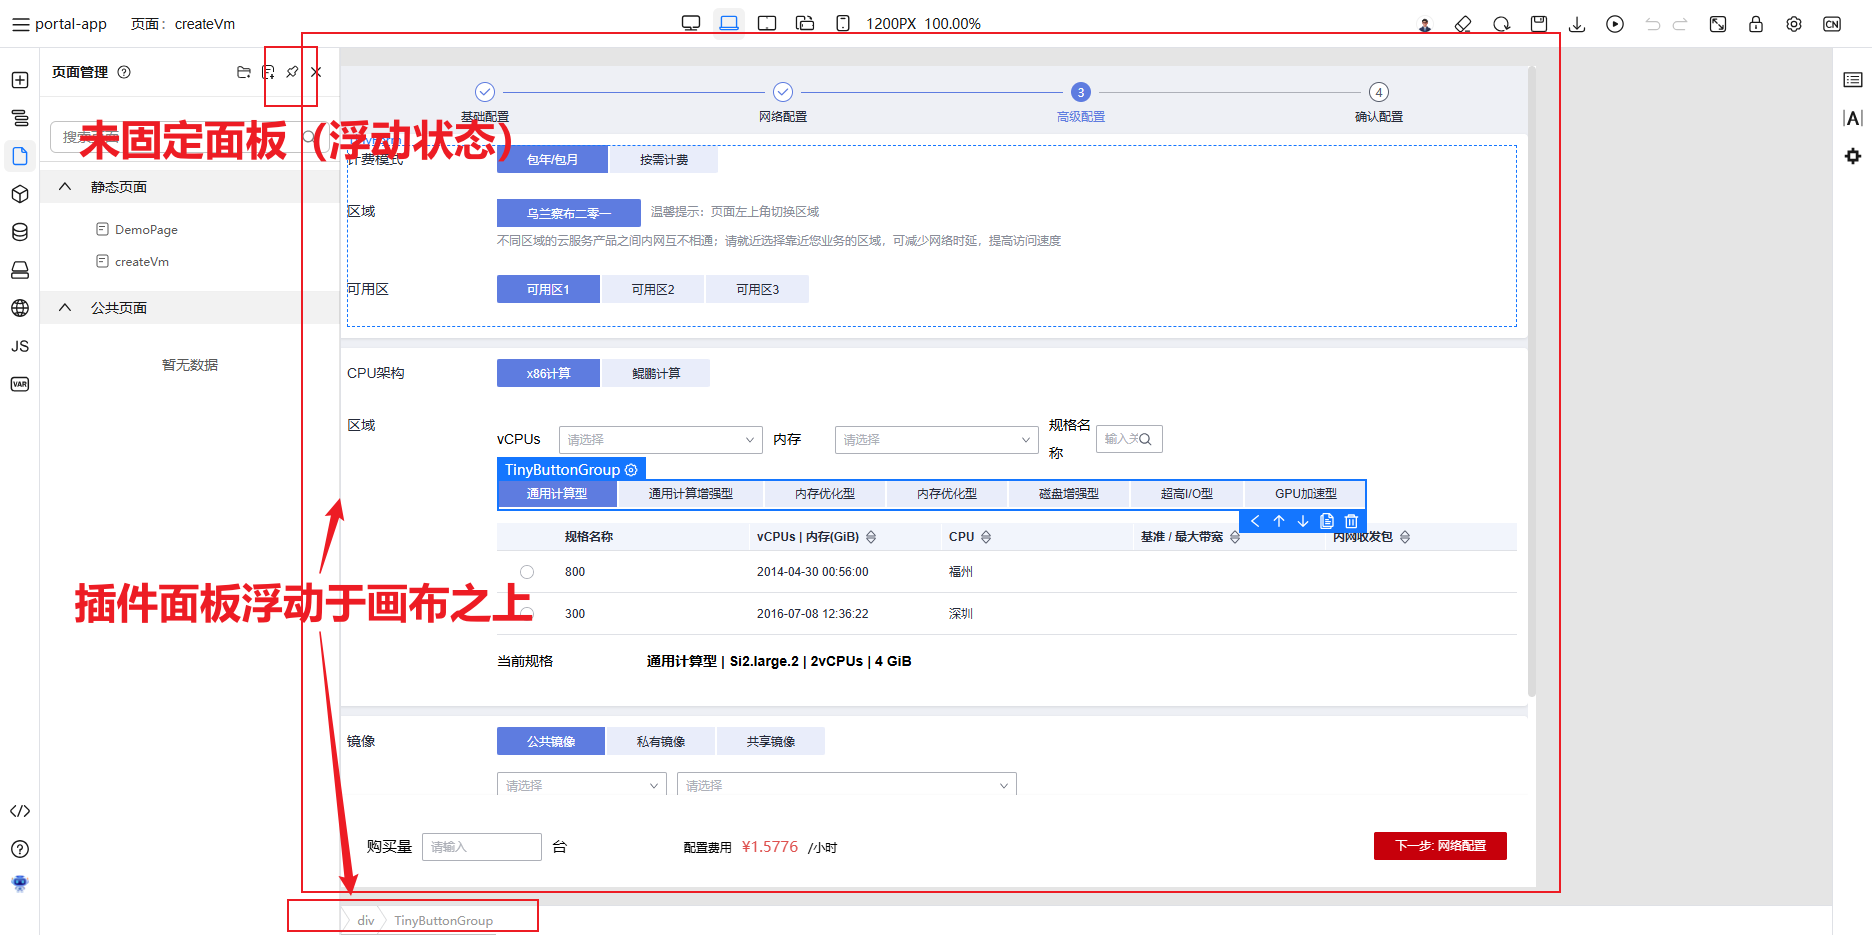 portal-app 页面：createVm 1200PX 100.00% CN
页面管理
搜索
未固定面板（浮动状态）
静态页面
DemoPage
createVm
公共页面
暂无数据
JS
VAR
A
基础配置 网络配置 3 高级配置 4 确认配置
计费模式 包年/包月 按需计费
区域 乌兰察布二零一 温馨提示：页面左上角切换区域
不同区域的云服务产品之间内网互不相通；请就近选择靠近您业务的区域，可减少网络时延，提高访问速度
可用区 可用区1 可用区2 可用区3
CPU架构 x86计算 鲲鹏计算
区域
vCPUs 请选择 内存 请选择 规格名称 输入关
TinyButtonGroup
通用计算型 通用计算增强型 内存优化型 内存优化型 磁盘增强型 超高I/O型 GPU加速型
规格名称 vCPUs | 内存(GiB) CPU 基准 / 最大带宽 内网收发包
800 2014-04-30 00:56:00 福州
插件面板浮动于画布之上
300 2016-07-08 12:36:22 深圳
当前规格 通用计算型 | Si2.large.2 | 2vCPUs | 4 GiB
镜像 公共镜像 私有镜像 共享镜像
请选择 请选择
购买量 请输入 台 配置费用 ¥1.5776 /小时 下一步: 网络配置
div TinyButtonGroup